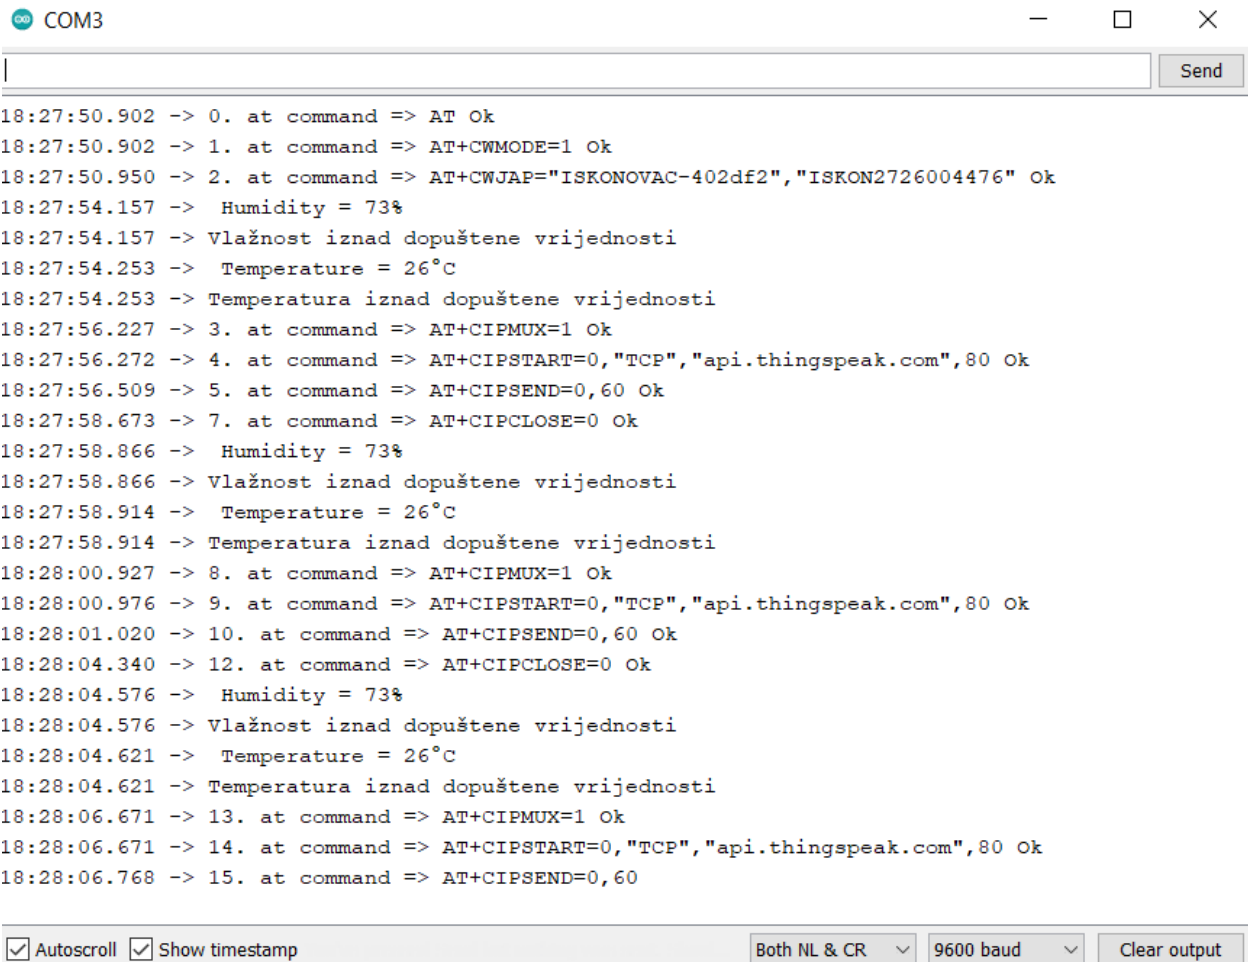 COM3
Send
18:27:50.902 -> 0. at command => AT Ok
18:27:50.902 -> 1. at command => AT+CWMODE=1 Ok
18:27:50.950 -> 2. at command => AT+CWJAP="ISKONOVAC-402df2","ISKON2726004476" Ok
18:27:54.157 ->  Humidity = 73%
18:27:54.157 -> Vlažnost iznad dopuštene vrijednosti
18:27:54.253 ->  Temperature = 26°C
18:27:54.253 -> Temperatura iznad dopuštene vrijednosti
18:27:56.227 -> 3. at command => AT+CIPMUX=1 Ok
18:27:56.272 -> 4. at command => AT+CIPSTART=0,"TCP","api.thingspeak.com",80 Ok
18:27:56.509 -> 5. at command => AT+CIPSEND=0,60 Ok
18:27:58.673 -> 7. at command => AT+CIPCLOSE=0 Ok
18:27:58.866 ->  Humidity = 73%
18:27:58.866 -> Vlažnost iznad dopuštene vrijednosti
18:27:58.914 ->  Temperature = 26°C
18:27:58.914 -> Temperatura iznad dopuštene vrijednosti
18:28:00.927 -> 8. at command => AT+CIPMUX=1 Ok
18:28:00.976 -> 9. at command => AT+CIPSTART=0,"TCP","api.thingspeak.com",80 Ok
18:28:01.020 -> 10. at command => AT+CIPSEND=0,60 Ok
18:28:04.340 -> 12. at command => AT+CIPCLOSE=0 Ok
18:28:04.576 ->  Humidity = 73%
18:28:04.576 -> Vlažnost iznad dopuštene vrijednosti
18:28:04.621 ->  Temperature = 26°C
18:28:04.621 -> Temperatura iznad dopuštene vrijednosti
18:28:06.671 -> 13. at command => AT+CIPMUX=1 Ok
18:28:06.671 -> 14. at command => AT+CIPSTART=0,"TCP","api.thingspeak.com",80 Ok
18:28:06.768 -> 15. at command => AT+CIPSEND=0,60
Autoscroll Show timestamp Both NL & CR 9600 baud Clear output